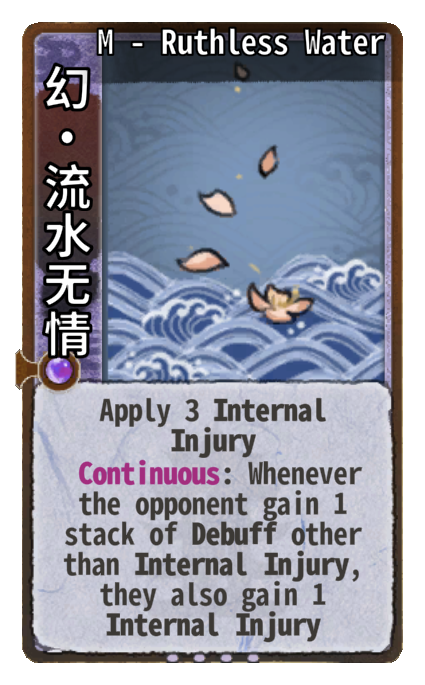 M - Ruthless Water
幻・流水无情
Apply 3 Internal
Injury
Continuous: Whenever
the opponent gain 1
stack of Debuff other
than Internal Injury,
they also gain 1
Internal Injury